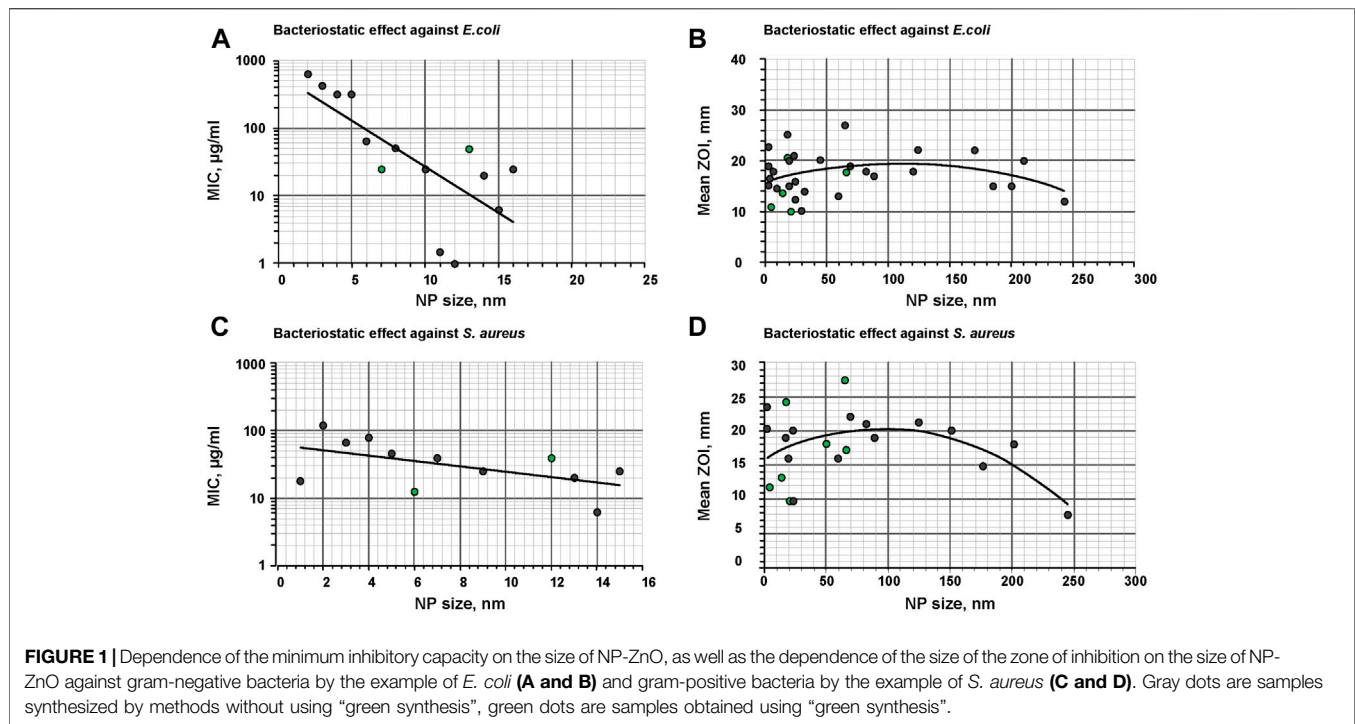 A
Bacteriostatic effect against E.coli
MIC, µg/ml
1000
100
10
1
0 5 10 15 20 25
NP size, nm
B
Bacteriostatic effect against E.coli
Mean ZOI, mm
40
30
20
10
0
0 50 100 150 200 250 300
NP size, nm
C
Bacteriostatic effect against S. aureus
MIC, µg/ml
1000
100
10
1
0 2 4 6 8 10 12 14 16
NP size, nm
D
Bacteriostatic effect against S. aureus
Mean ZOI, mm
30
25
20
15
10
5
0
0 50 100 150 200 250 300
NP size, nm
FIGURE 1 | Dependence of the minimum inhibitory capacity on the size of NP-ZnO, as well as the dependence of the size of the zone of inhibition on the size of NP-
ZnO against gram-negative bacteria by the example of E. coli (A and B) and gram-positive bacteria by the example of S. aureus (C and D). Gray dots are samples
synthesized by methods without using “green synthesis”, green dots are samples obtained using “green synthesis”.